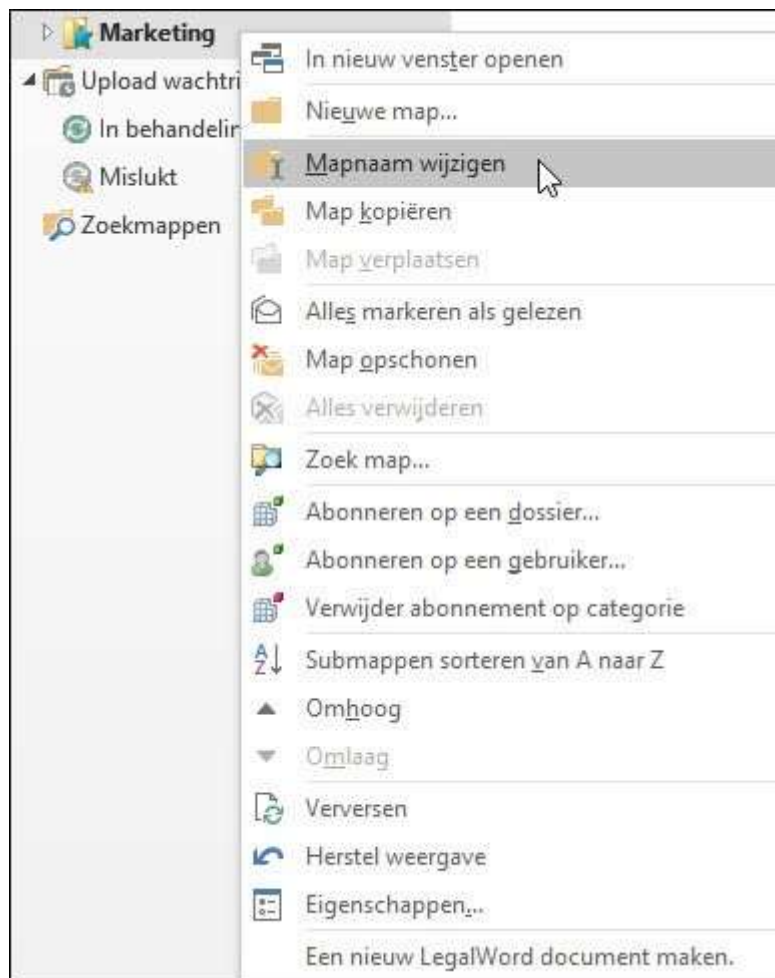 Marketing
Upload wachtri
In behandelin
Mislukt
Zoekmappen
In nieuw venster openen
Nieuwe map...
Mapnaam wijzigen
Map kopiëren
Map verplaatsen
Alles markeren als gelezen
Map opschonen
Alles verwijderen
Zoek map...
Abonneren op een dossier...
Abonneren op een gebruiker...
Verwijder abonnement op categorie
Submappen sorteren van A naar Z
Omhoog
Omlaag
Verversen
Herstel weergave
Eigenschappen...
Een nieuw LegalWord document maken.